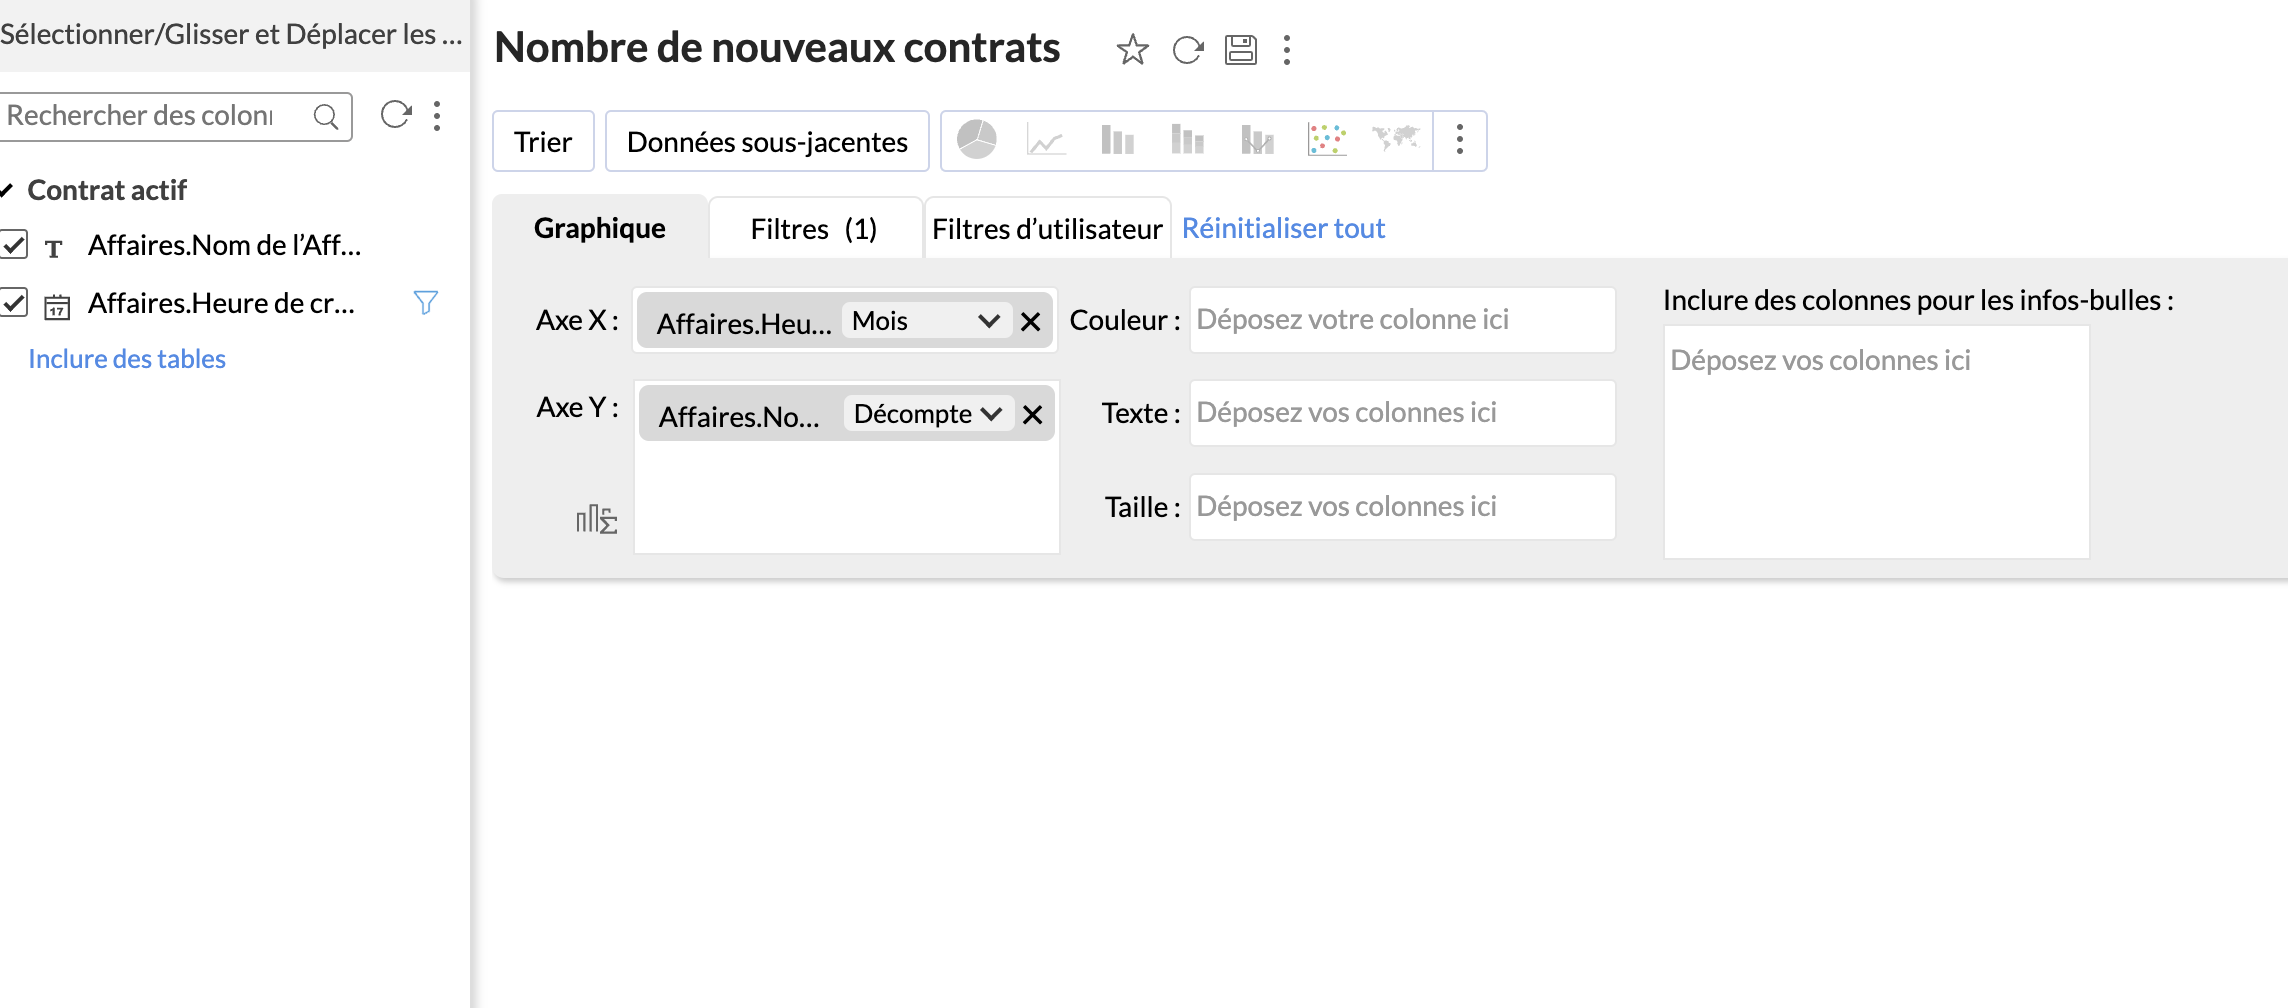 Sélectionner/Glisser et Déplacer les ...
Rechercher des colonn
Contrat actif
T Affaires.Nom de l’Aff...
17 Affaires.Heure de cr...
Inclure des tables
Nombre de nouveaux contrats
Trier
Données sous-jacentes
Graphique
Filtres (1)
Filtres d’utilisateur
Réinitialiser tout
Axe X :
Affaires.Heu... Mois
Couleur :
Déposez votre colonne ici
Inclure des colonnes pour les infos-bulles :
Déposez vos colonnes ici
Axe Y :
Affaires.No... Décompte
Texte :
Déposez vos colonnes ici
Taille :
Déposez vos colonnes ici